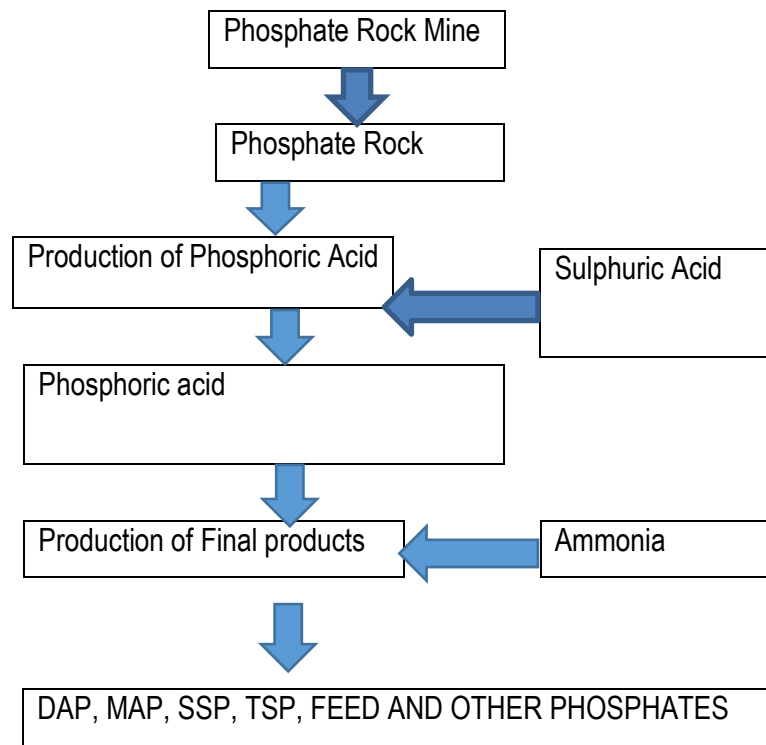 Phosphate Rock Mine
Phosphate Rock
Production of Phosphoric Acid
Sulphuric Acid
Phosphoric acid
Production of Final products
Ammonia
DAP, MAP, SSP, TSP, FEED AND OTHER PHOSPHATES